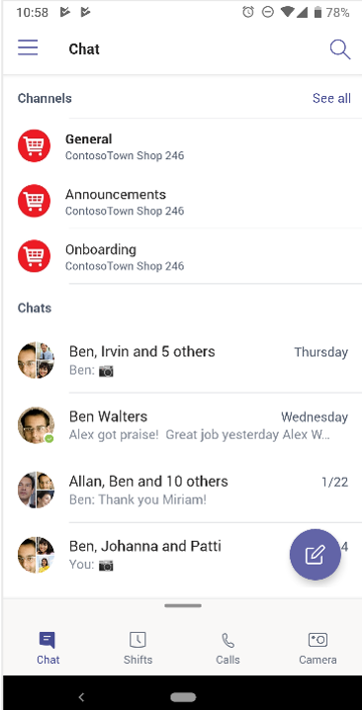 10:58 78%
Chat
Channels See all
General
ContosoTown Shop 246
Announcements
ContosoTown Shop 246
Onboarding
ContosoTown Shop 246
Chats
Ben, Irvin and 5 others Thursday
Ben: 📷
Ben Walters Wednesday
Alex got praise! Great job yesterday Alex W...
Allan, Ben and 10 others 1/22
Ben: Thank you Miriam!
Ben, Johanna and Patti 4
You: 📷
Chat Shifts Calls Camera